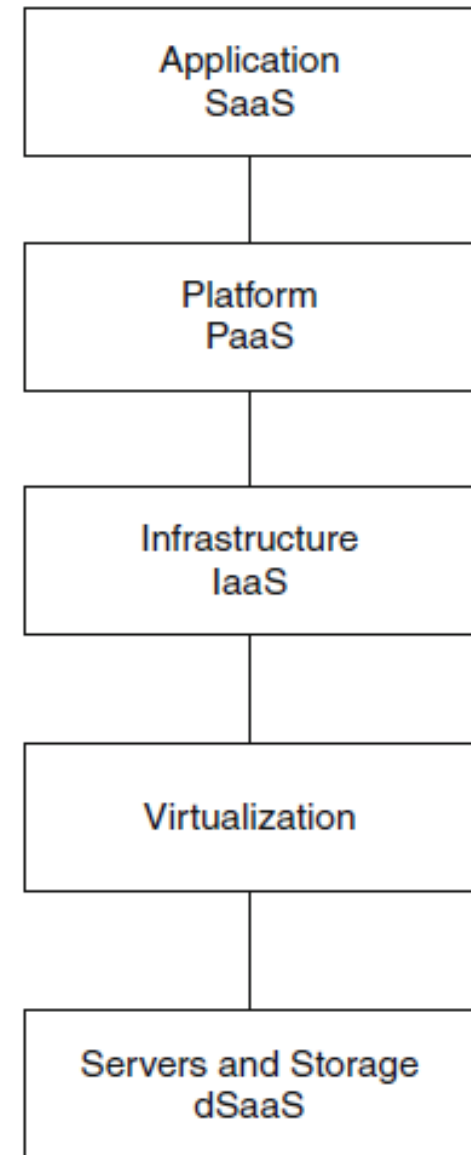 Application
SaaS
Platform
PaaS
Infrastructure
IaaS
Virtualization
Servers and Storage
dSaaS